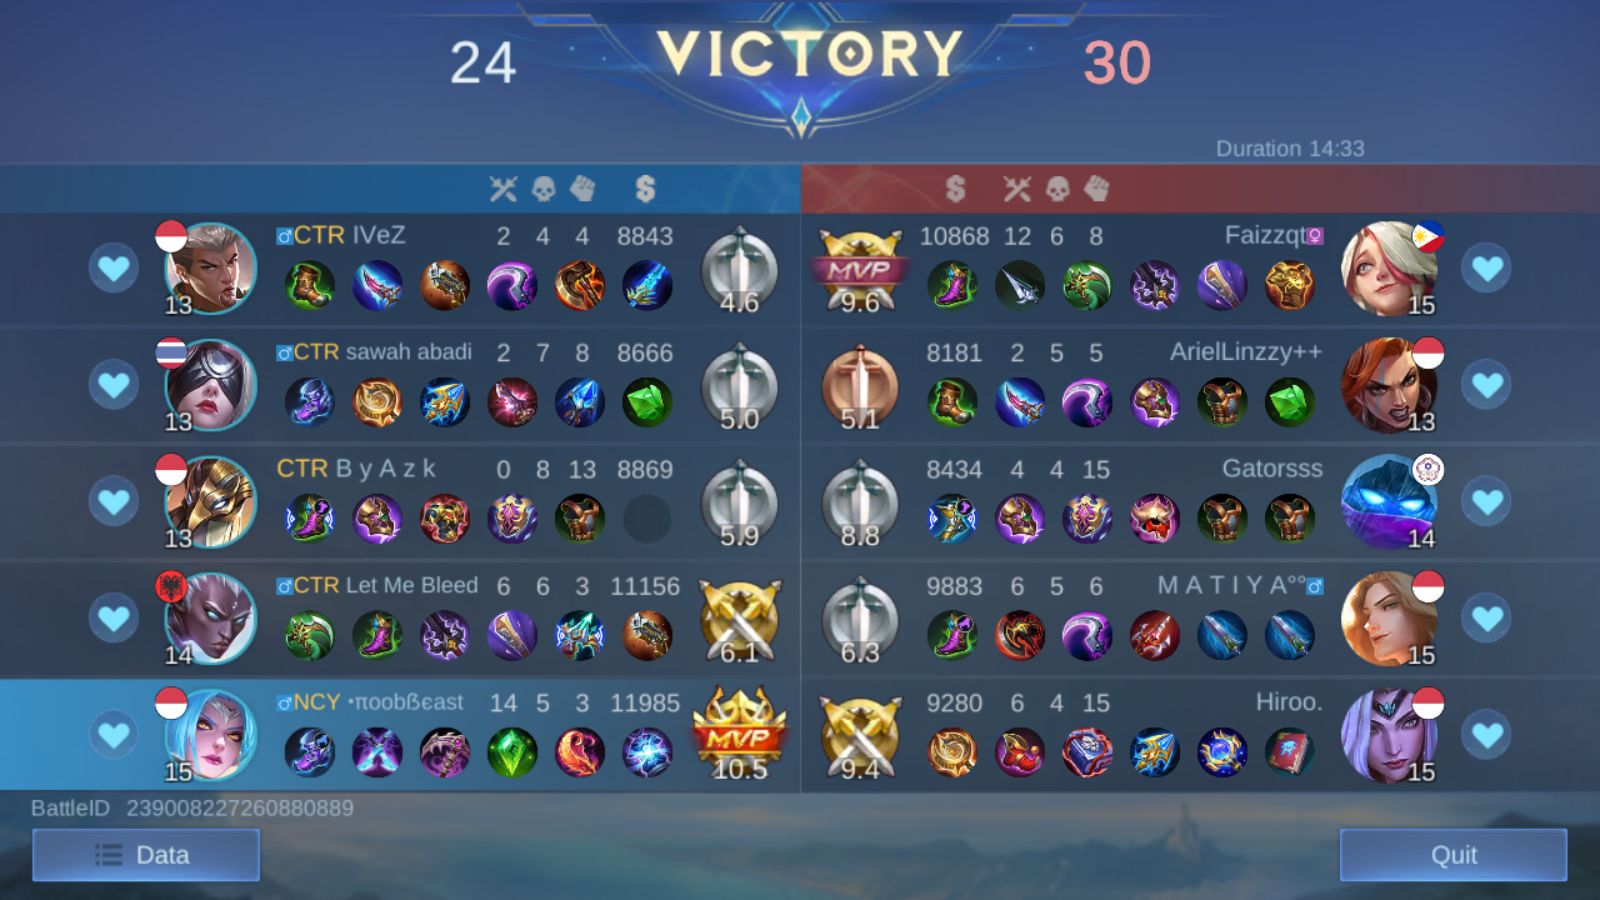 24 VICTORY 30
Duration 14:33
CTR IVeZ 2 4 4 8843
13 4.6
MVP 9.6 10868 12 6 8 Faizzqt 15
CTR sawah abadi 2 7 8 8666
13 5.0
8181 2 5 5 ArielLinzzy++
5.1 13
CTR B y A z k 0 8 13 8869
13 5.9
8434 4 4 15 Gatorsss
8.8 14
CTR Let Me Bleed 6 6 3 11156
14 6.1
9883 6 5 6 M A T I Y A°°
6.3 15
NCY •πoobßєast 14 5 3 11985
15 MVP 10.5
9280 6 4 15 Hiroo.
9.4 15
BattleID 239008227260880889
Data
Quit